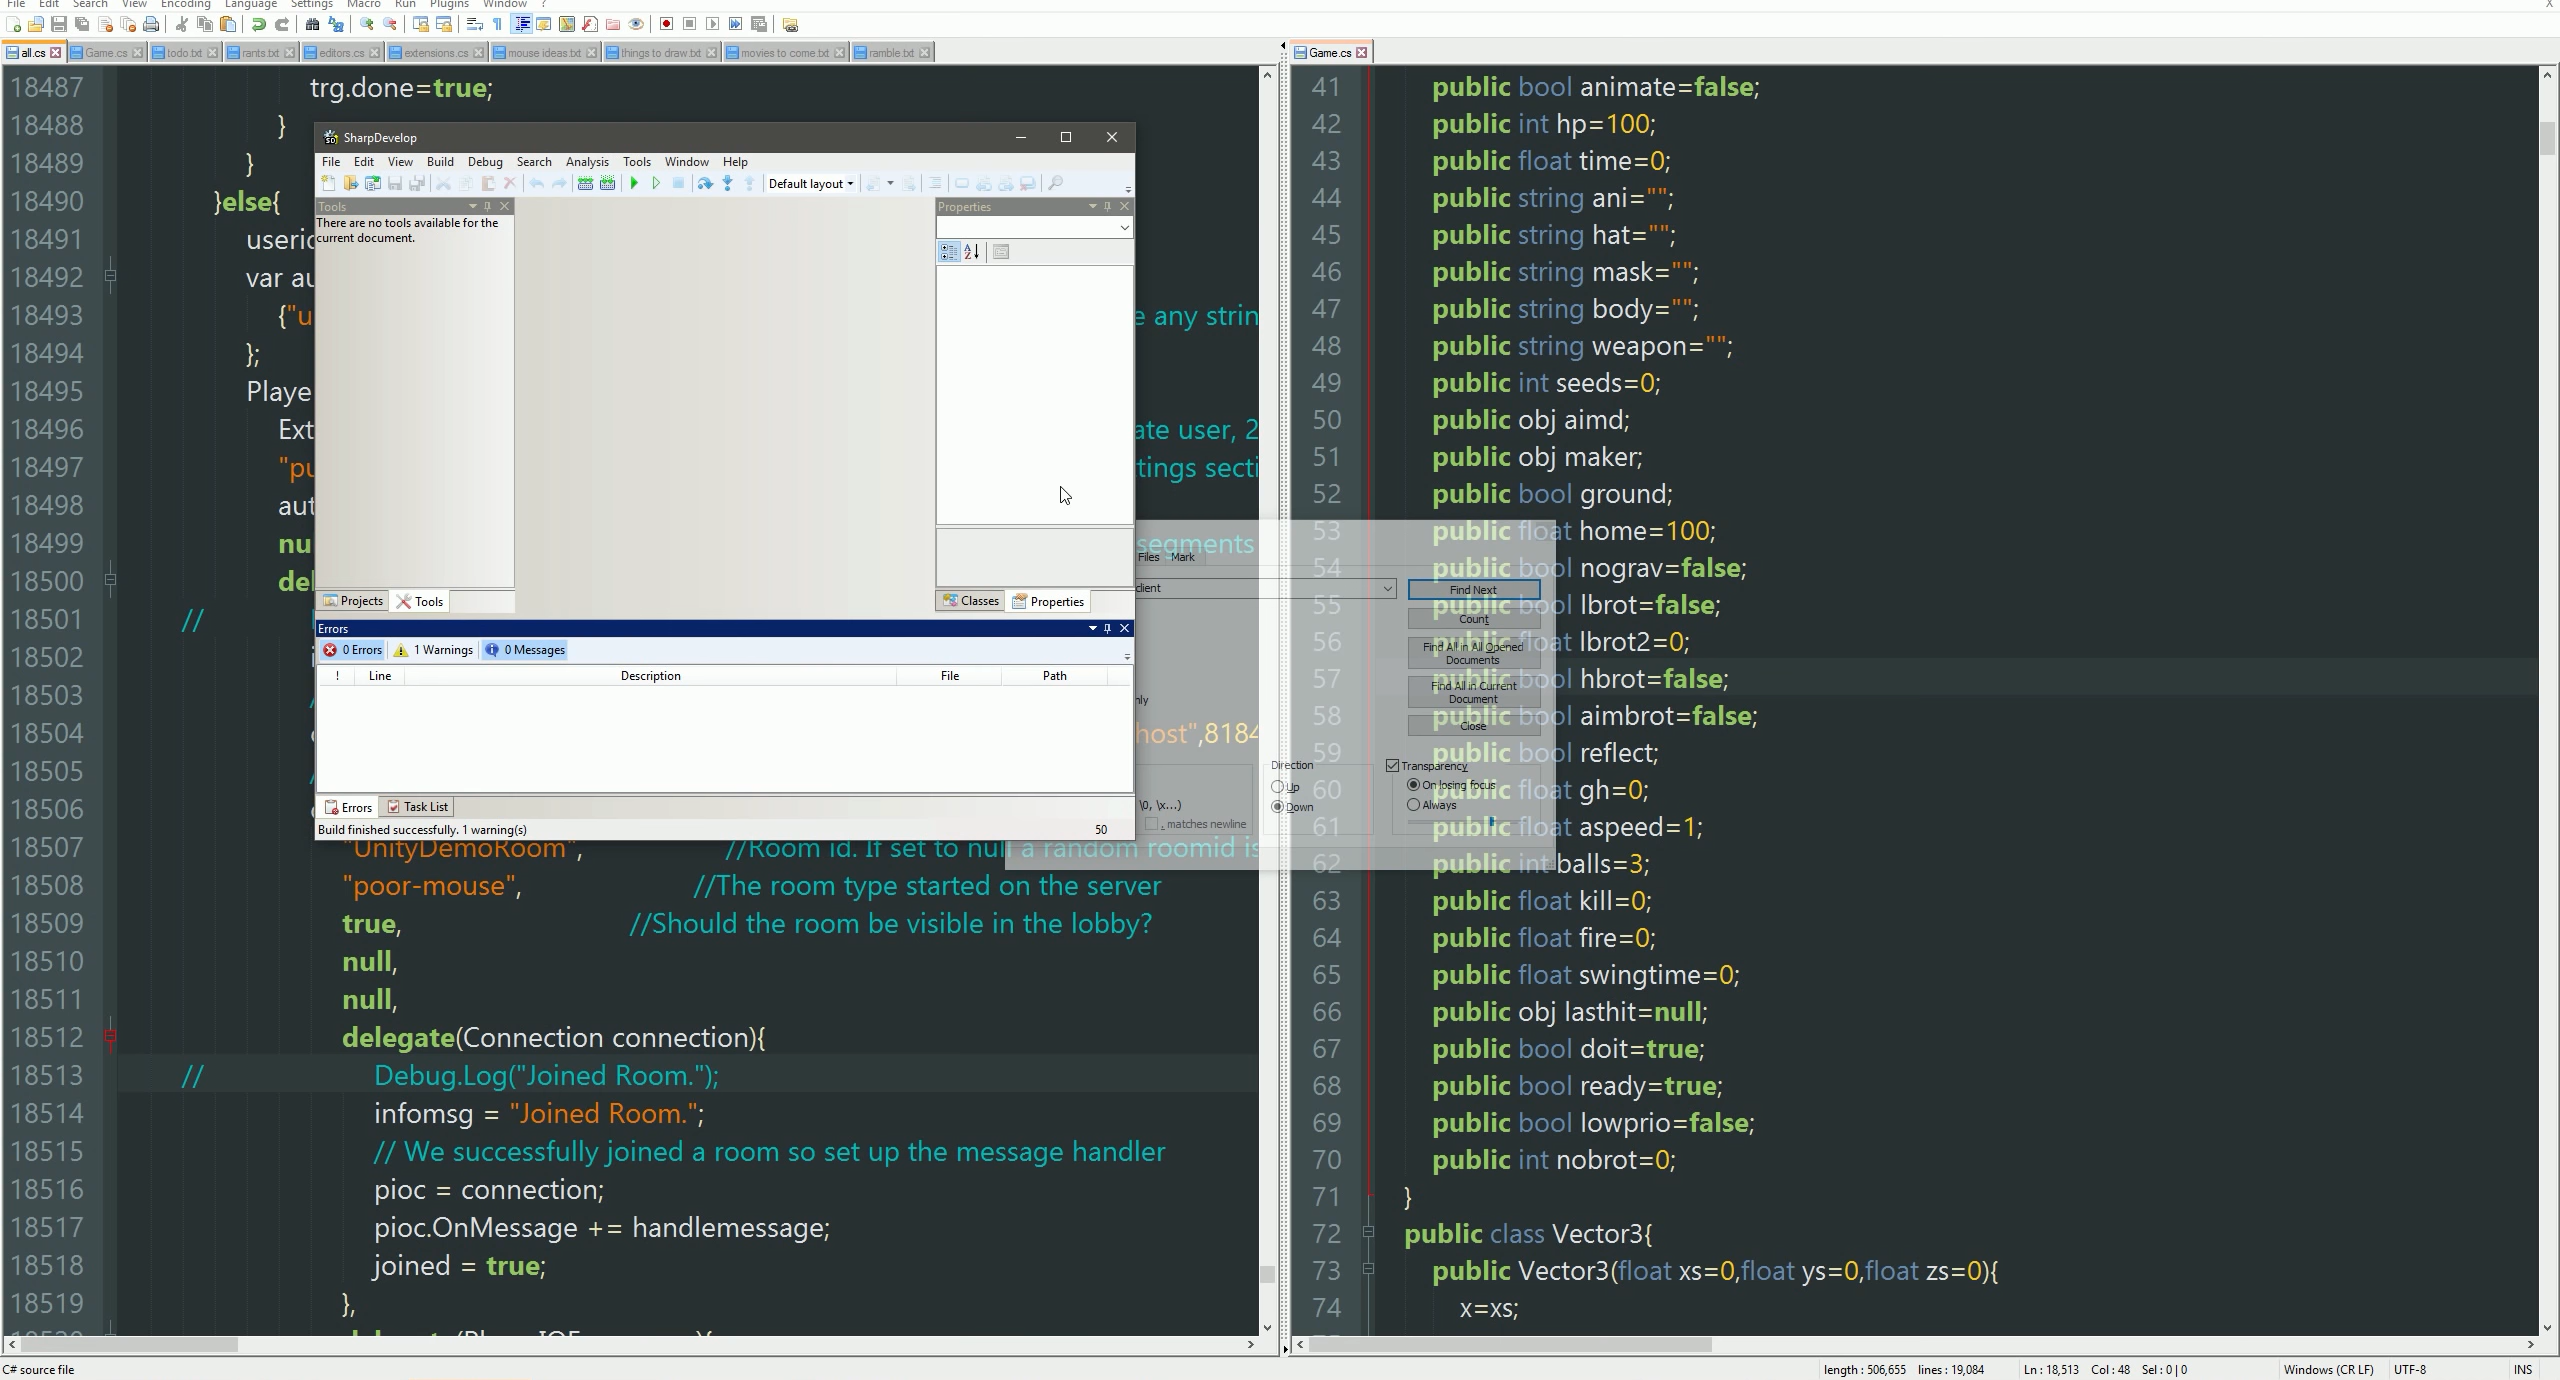 File Edit Search View Encoding Language Settings Macro Run Plugins Window ? X
all.cs Game.cs todo.txt rants.txt editors.cs extensions.cs mouse ideas.txt things to draw.txt movies to come.txt ramble.txt
18487 trg.done=true;
18488 }
18489 }
18490 }else{
18491 useri
18492 var au
18493 {"u e any strin
18494 };
18495 Playe
18496 Ext ate user, 2
18497 "pu tings secti
18498 aut
18499 nu segments
18500 del
18501 //
18502
18503
18504 host",8184
18505
18506
18507 "UnityDemoRoom", //Room id. If set to null a random roomid is
18508 "poor-mouse", //The room type started on the server
18509 true, //Should the room be visible in the lobby?
18510 null,
18511 null,
18512 delegate(Connection connection){
18513 // Debug.Log("Joined Room.");
18514 infomsg = "Joined Room.";
18515 // We successfully joined a room so set up the message handler
18516 pioc = connection;
18517 pioc.OnMessage += handlemessage;
18518 joined = true;
18519 },
SharpDevelop
File Edit View Build Debug Search Analysis Tools Window Help
Default layout
Tools
There are no tools available for the
current document.
Projects Tools
Properties
Classes Properties
Errors
0 Errors 1 Warnings 0 Messages
! Line Description File Path
Errors Task List
Build finished successfully. 1 warning(s) 50
Files Mark
client
Find Next
Count
Find All in All Opened
Documents
Find All in Current
Document
Close
nly
Direction
Up
Down
Transparency
On losing focus
Always
\0, \x...)
. matches newline
Game.cs
41 public bool animate=false;
42 public int hp=100;
43 public float time=0;
44 public string ani="";
45 public string hat="";
46 public string mask="";
47 public string body="";
48 public string weapon="";
49 public int seeds=0;
50 public obj aimd;
51 public obj maker;
52 public bool ground;
53 public float home=100;
54 public bool nograv=false;
55 public bool lbrot=false;
56 public float lbrot2=0;
57 public bool hbrot=false;
58 public bool aimbrot=false;
59 public bool reflect;
60 public float gh=0;
61 public float aspeed=1;
62 public int balls=3;
63 public float kill=0;
64 public float fire=0;
65 public float swingtime=0;
66 public obj lasthit=null;
67 public bool doit=true;
68 public bool ready=true;
69 public bool lowprio=false;
70 public int nobrot=0;
71 }
72 public class Vector3{
73 public Vector3(float xs=0,float ys=0,float zs=0){
74 x=xs;
C# source file length : 506,655 lines : 19,084 Ln : 18,513 Col : 48 Sel : 0 | 0 Windows (CR LF) UTF-8 INS